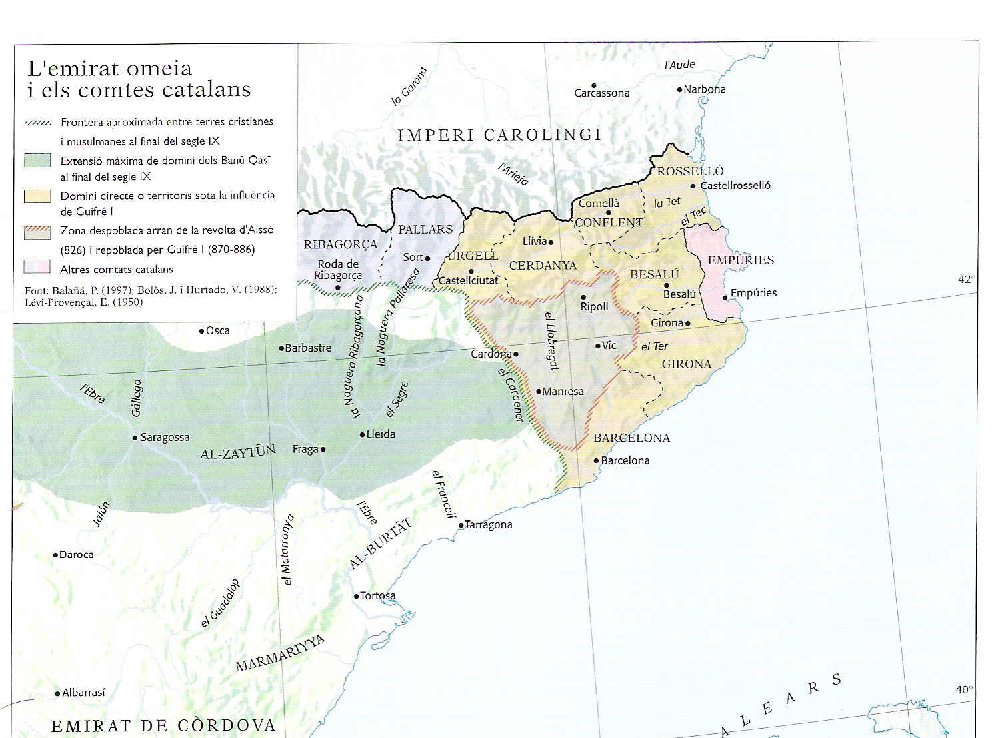 L'emirat omeia
i els comtes catalans
Frontera aproximada entre terres cristianes
i musulmanes al final del segle IX
Extensió màxima de domini dels Banū Qasī
al final del segle IX
Domini directe o territoris sota la influència
de Guifré I
Zona despoblada arran de la revolta d'Aissó
(826) i repoblada per Guifré I (870-886)
Altres comtats catalans
Font: Balañá, P. (1997); Bolòs, J. i Hurtado, V. (1988);
Lévi-Provençal, E. (1950)
la Garona
l'Aude
Carcassona
Narbona
IMPERI CAROLINGI
l'Arieja
ROSSELLÓ
Castellrosselló
Cornellà
la Tet
CONFLENT
el Tec
PALLARS
RIBAGORÇA
Llívia
Sort
URGELL
CERDANYA
EMPÚRIES
Roda de
Ribagorça
Castellciutat
BESALÚ
Besalú
Empúries
42°
Ripoll
la Noguera Ribagorçana
la Noguera Pallaresa
el Llobregat
Girona
Osca
Barbastre
Cardona
Vic
el Ter
GIRONA
l'Ebre
Gállego
el Segre
el Cardener
Manresa
Saragossa
Lleida
BARCELONA
AL-ZAYTŪN
Fraga
Barcelona
el Francolí
Jalón
l'Ebre
el Matarranya
Tarragona
AL-BURTĀT
Daroca
el Guadalop
Tortosa
MARMARIYYA
Albarrasí
40°
ALEARS
EMIRAT DE CÒRDOVA